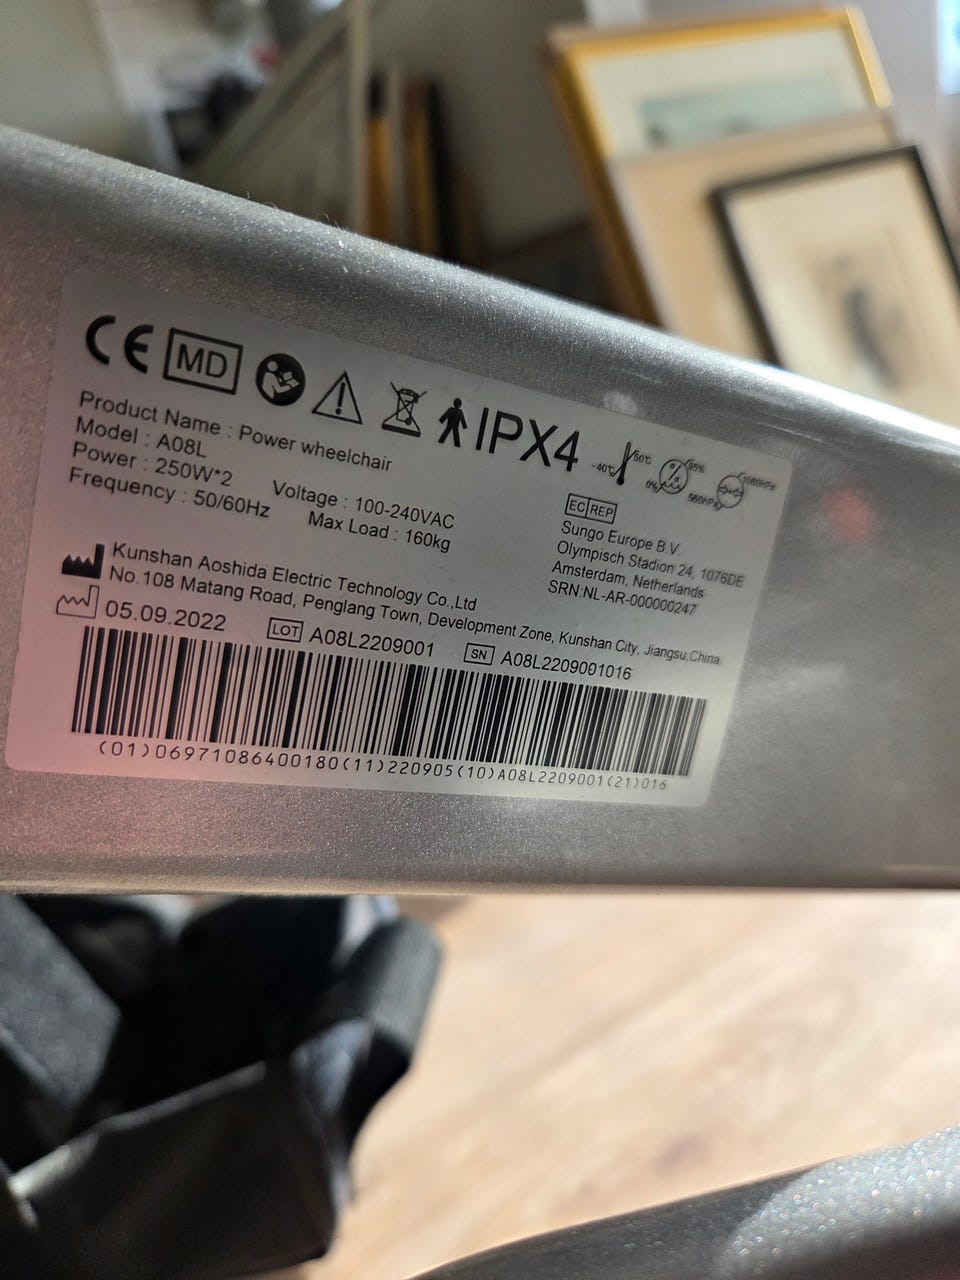 CE MD IPX4
-40℃ 50℃ 0% 95% 560hPa 1060hPa
Product Name : Power wheelchair
Model : A08L
Power : 250W*2 Voltage : 100-240VAC
Frequency : 50/60Hz Max Load : 160kg
EC REP
Sungo Europe B.V.
Olympisch Stadion 24, 1076DE
Amsterdam, Netherlands
SRN:NL-AR-000000247
Kunshan Aoshida Electric Technology Co.,Ltd
No.108 Matang Road, Penglang Town, Development Zone, Kunshan City, Jiangsu,China
05.09.2022 LOT A08L2209001 SN A08L2209001016
(01)06971086400180(11)220905(10)A08L2209001(21)016